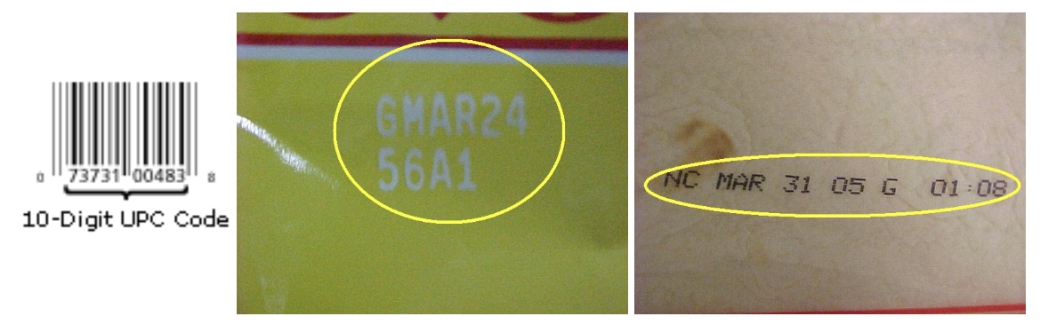 0 73731 00483 8
10-Digit UPC Code
GMAR24
56A1
NC MAR 31 05 G 01:08